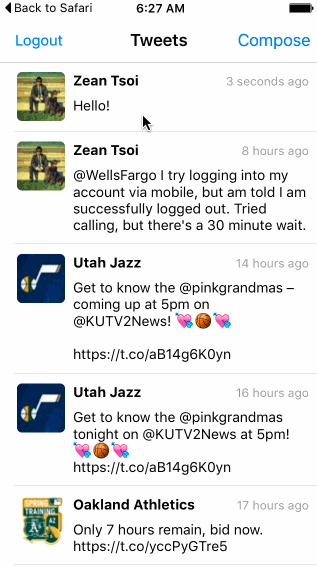 Back to Safari 6:27 AM
Logout Tweets Compose
Zean Tsoi 3 seconds ago
Hello!
Zean Tsoi 8 hours ago
@WellsFargo I try logging into my
account via mobile, but am told I am
successfully logged out. Tried
calling, but there's a 30 minute wait.
Utah Jazz 14 hours ago
Get to know the @pinkgrandmas –
coming up at 5pm on
@KUTV2News! 💘🏀💘
https://t.co/aB14g6K0yn
Utah Jazz 16 hours ago
Get to know the @pinkgrandmas
tonight on @KUTV2News at 5pm!
💘🏀💘
https://t.co/aB14g6K0yn
Oakland Athletics 17 hours ago
SPRING
TRAINING
Only 7 hours remain, bid now.
https://t.co/yccPyGTre5